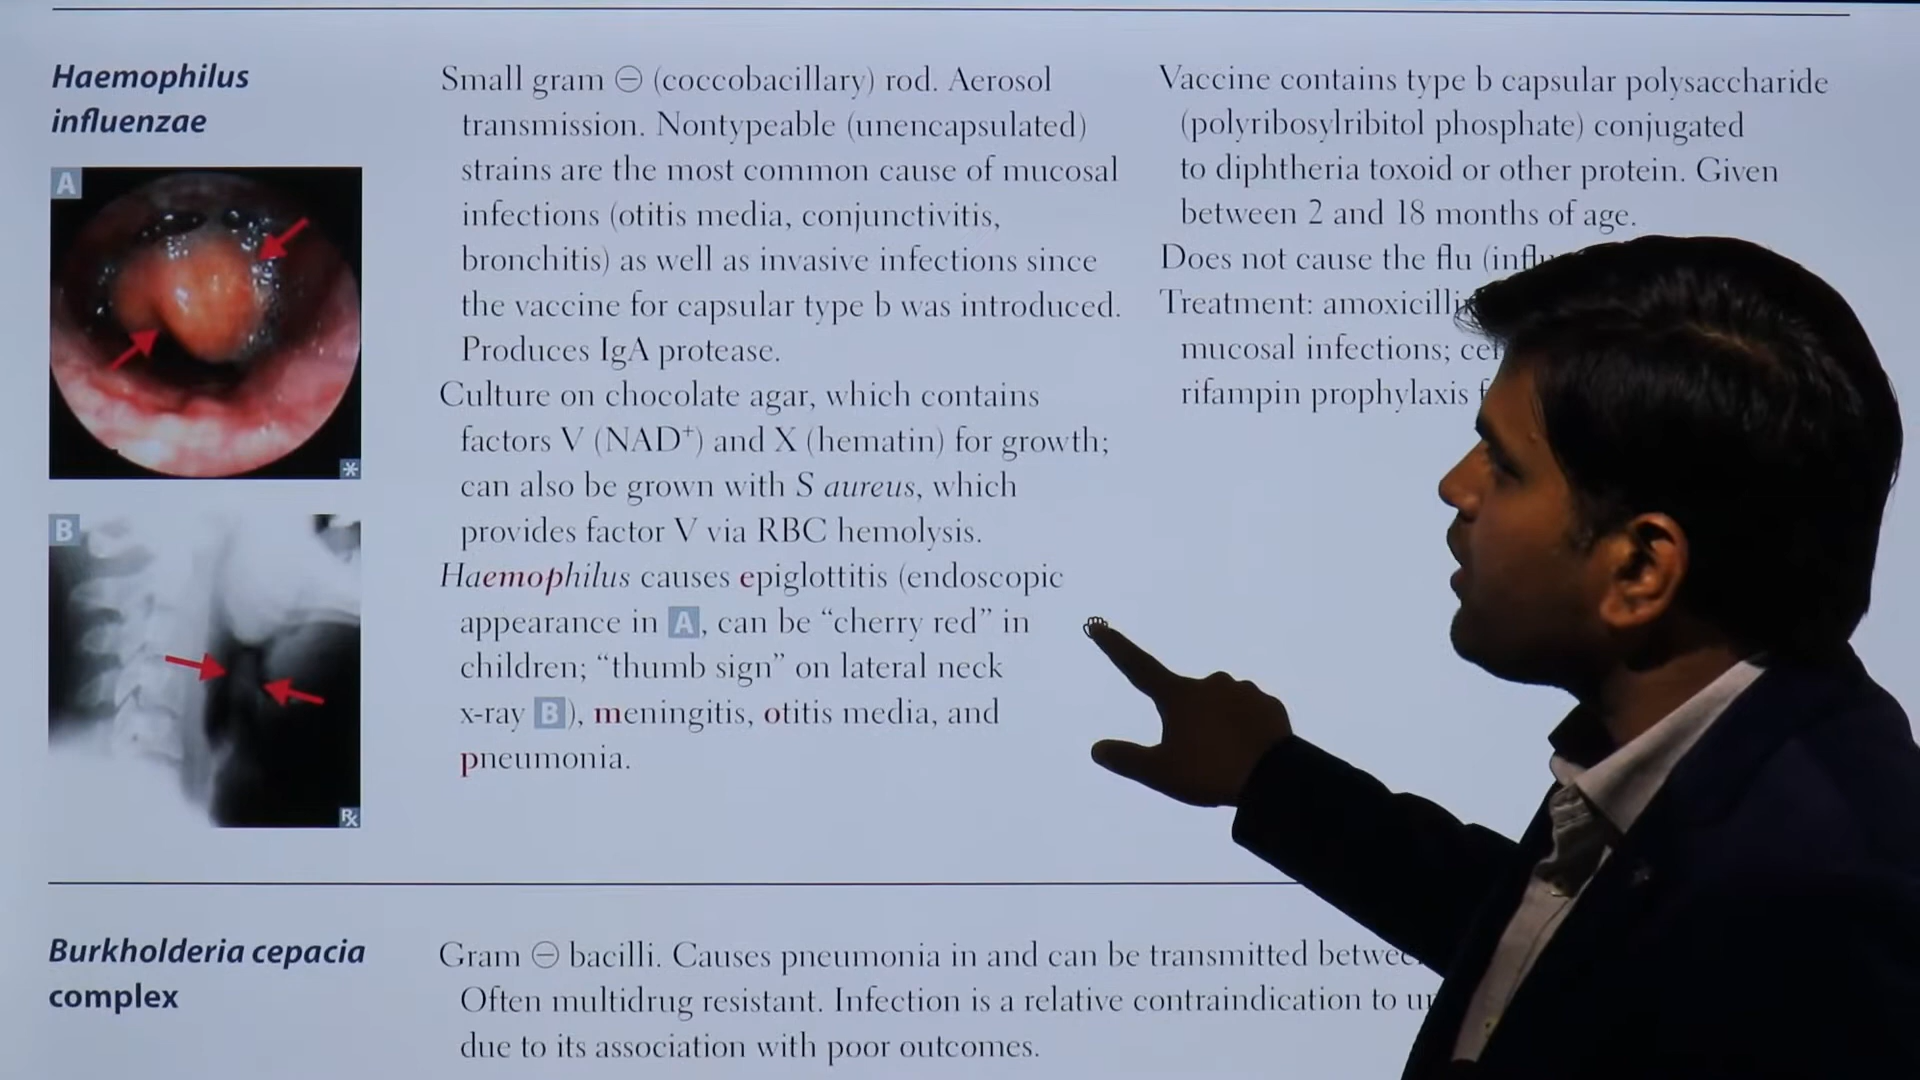 Haemophilus
influenzae
A
B
Small gram ⊖ (coccobacillary) rod. Aerosol
transmission. Nontypeable (unencapsulated)
strains are the most common cause of mucosal
infections (otitis media, conjunctivitis,
bronchitis) as well as invasive infections since
the vaccine for capsular type b was introduced.
Produces IgA protease.
Culture on chocolate agar, which contains
factors V (NAD⁺) and X (hematin) for growth;
can also be grown with S aureus, which
provides factor V via RBC hemolysis.
Haemophilus causes epiglottitis (endoscopic
appearance in A, can be “cherry red” in
children; “thumb sign” on lateral neck
x-ray B), meningitis, otitis media, and
pneumonia.
Vaccine contains type b capsular polysaccharide
(polyribosylribitol phosphate) conjugated
to diphtheria toxoid or other protein. Given
between 2 and 18 months of age.
Does not cause the flu
Treatment:
mucosal infections;
rifampin prophylaxis
Burkholderia cepacia
complex
Gram ⊖ bacilli. Causes pneumonia in and can be transmitted
Often multidrug resistant. Infection is a relative contraindication to
due to its association with poor outcomes.